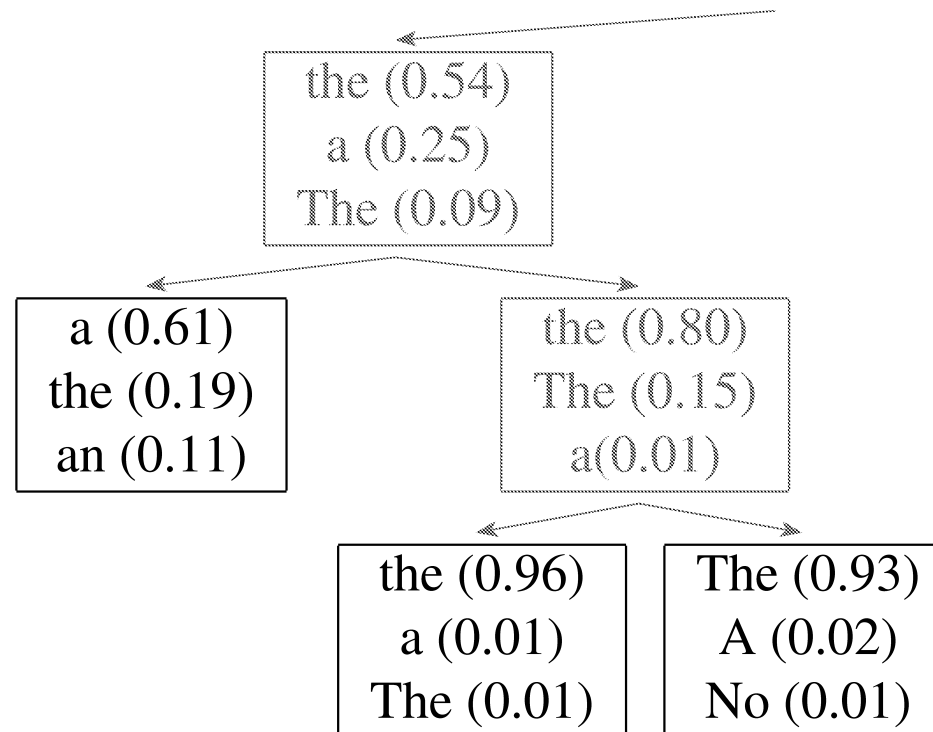 the (0.54)
a (0.25)
The (0.09)
a (0.61)
the (0.19)
an (0.11)
the (0.80)
The (0.15)
a(0.01)
the (0.96)
a (0.01)
The (0.01)
The (0.93)
A (0.02)
No (0.01)